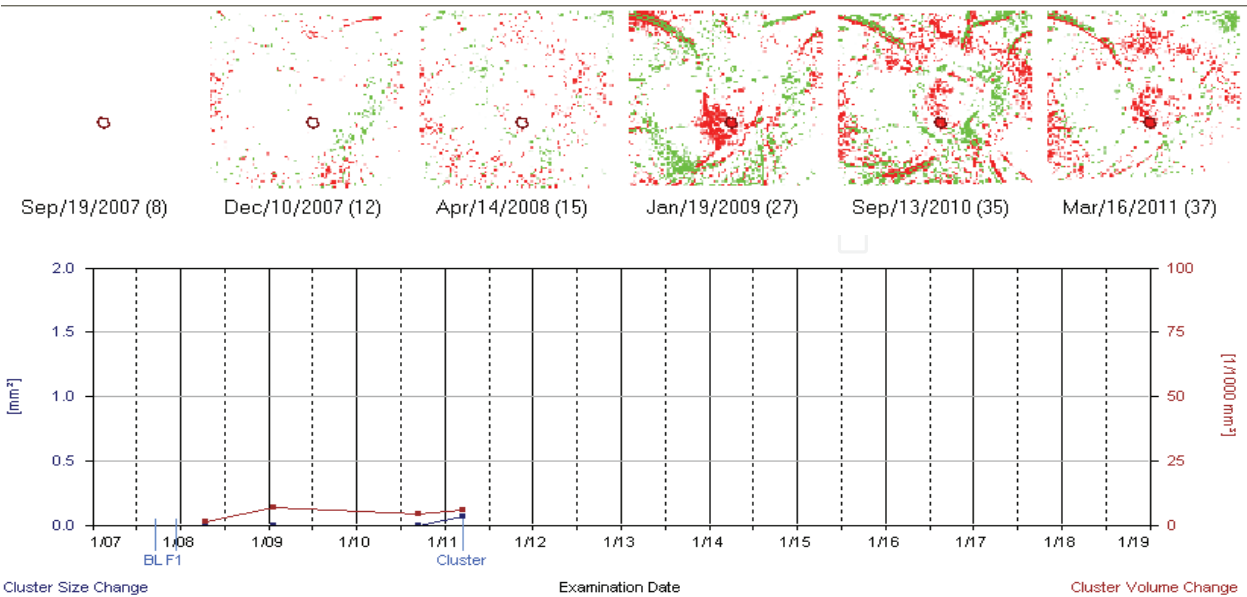 Sep/19/2007 (8) Dec/10/2007 (12) Apr/14/2008 (15) Jan/19/2009 (27) Sep/13/2010 (35) Mar/16/2011 (37)
2.0 100
1.5 75
[mm²] 1.0 50 [1/1000 mm³]
0.5 25
0.0 0
1/07 1/08 1/09 1/10 1/11 1/12 1/13 1/14 1/15 1/16 1/17 1/18 1/19
BL F1 Cluster
Cluster Size Change Examination Date Cluster Volume Change